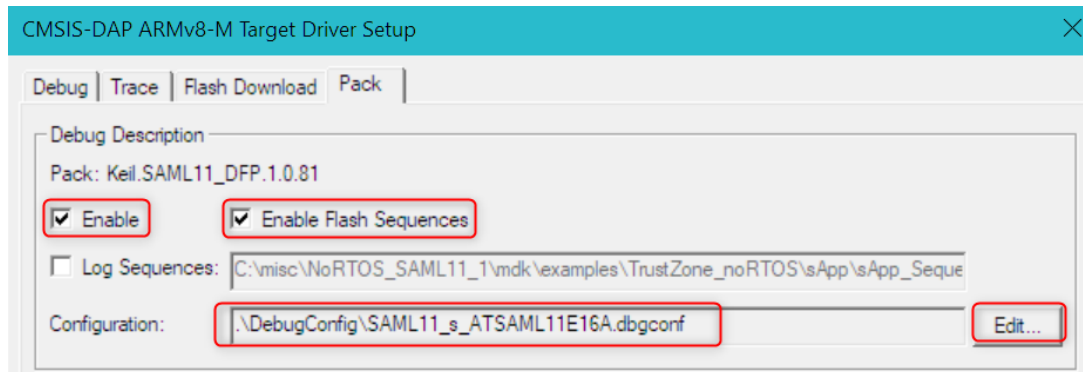 CMSIS-DAP ARMv8-M Target Driver Setup
Debug Trace Flash Download Pack
Debug Description
Pack: Keil.SAML11_DFP.1.0.81
Enable Enable Flash Sequences
Log Sequences: C:\misc\NoRTOS_SAML11_1\mdk\examples\TrustZone_noRTOS\sApp\sApp_Seque
Configuration: .\DebugConfig\SAML11_s_ATSAML11E16A.dbgconf Edit...